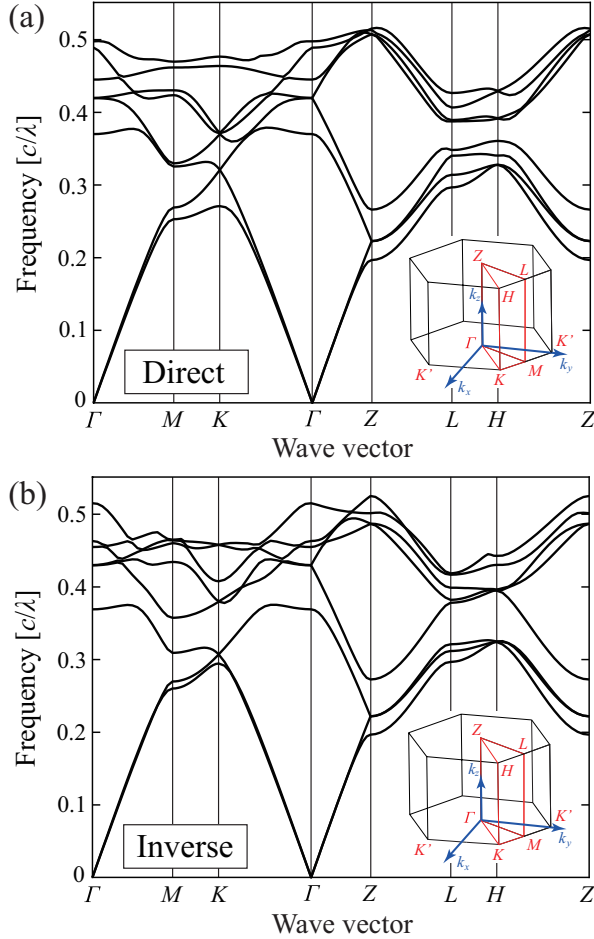 (a)
Frequency [c/λ]
0.5
0.4
0.3
0.2
0.1
0
Direct
Z
L
H
k_z
Γ
K'
K'
M
K
k_y
k_x
Γ M K Γ Z L H Z
Wave vector
(b)
Frequency [c/λ]
0.5
0.4
0.3
0.2
0.1
0
Inverse
Z
L
H
k_z
Γ
K'
K'
M
K
k_y
k_x
Γ M K Γ Z L H Z
Wave vector